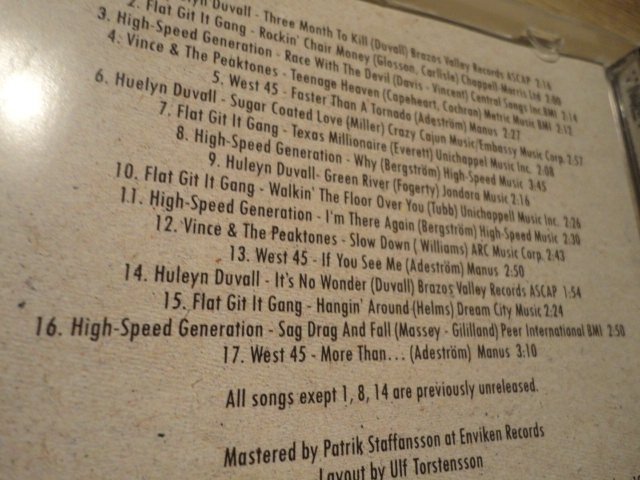 Duvall - Three Month To Kill (Duvall) Brazos Valley Records ASCAP 2:16
2. Flat Git It Gang - Rockin' Chair Money (Glosson, Carlisle) Chappell-Morris Ltd 2:00
3. High-Speed Generation - Race With The Devil (Davis - Vincent) Central Songs Inc BMI 2:14
4. Vince & The Peaktones - Teenage Heaven (Capeheart, Cochran) Metric Music BMI 2:12
5. West 45 - Faster Than A Tornado (Adeström) Manus 2:27
6. Huelyn Duvall - Sugar Coated Love (Miller) Crazy Cajun Music/Embassy Music Corp. 2:57
7. Flat Git It Gang - Texas Millionaire (Everett) Unichappel Music Inc. 2:08
8. High-Speed Generation - Why (Bergström) High-Speed Music 3:45
9. Huleyn Duvall- Green River (Fogerty) Jondora Music 2:16
10. Flat Git It Gang - Walkin' The Floor Over You (Tubb) Unichappell Music Inc. 2:26
11. High-Speed Generation - I'm There Again (Bergström) High-Speed Music 2:30
12. Vince & The Peaktones - Slow Down ( Williams) ARC Music Corp. 2:43
13. West 45 - If You See Me (Adeström) Manus 2:50
14. Huleyn Duvall - It's No Wonder (Duvall) Brazos Valley Records ASCAP 1:54
15. Flat Git It Gang - Hangin' Around (Helms) Dream City Music 2:24
16. High-Speed Generation - Sag Drag And Fall (Massey - Gililland) Peer International BMI 2:50
17. West 45 - More Than... (Adeström) Manus 3:10
All songs exept 1, 8, 14 are previously unreleased.
Mastered by Patrik Staffansson at Enviken Records
Layout by Ulf Torstensson